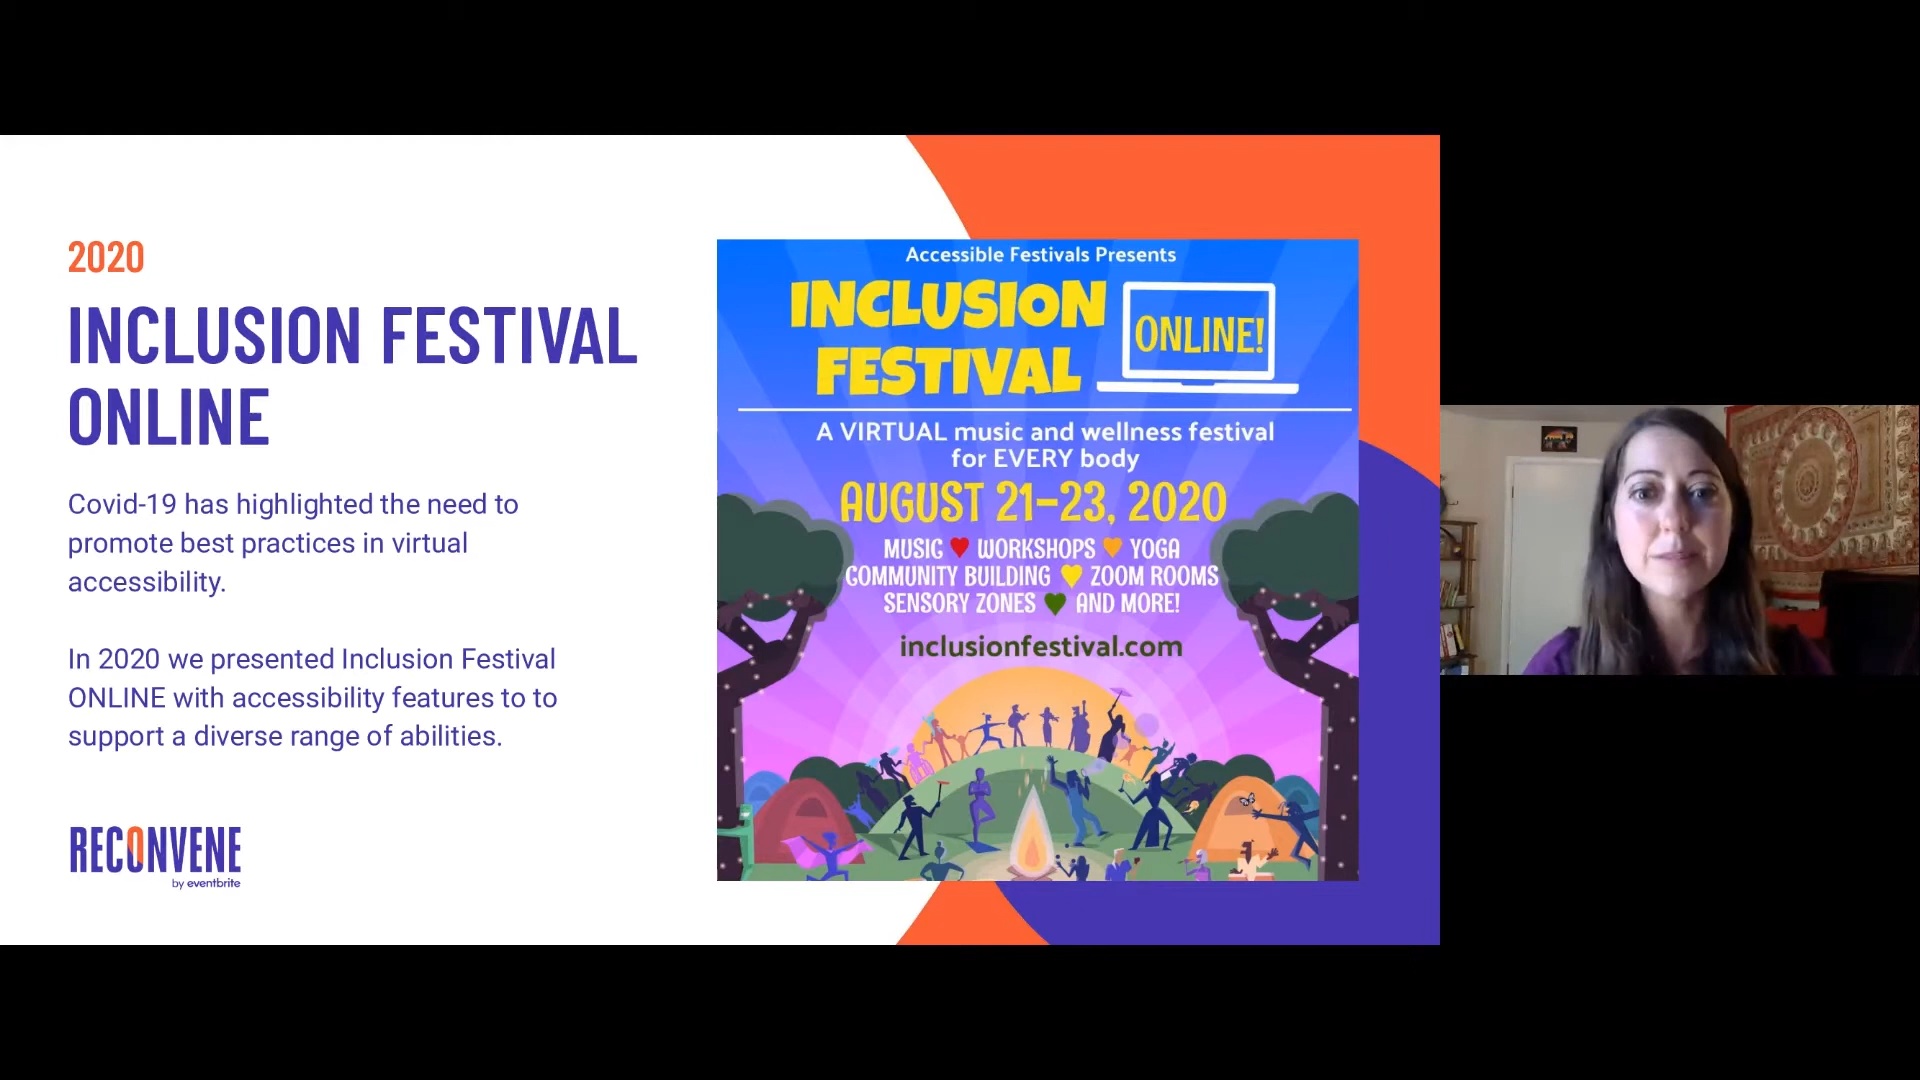 2020
INCLUSION FESTIVAL
ONLINE
Covid-19 has highlighted the need to
promote best practices in virtual
accessibility.
In 2020 we presented Inclusion Festival
ONLINE with accessibility features to to
support a diverse range of abilities.
RECONVENE
by eventbrite
Accessible Festivals Presents
INCLUSION
FESTIVAL
ONLINE!
A VIRTUAL music and wellness festival
for EVERY body
AUGUST 21-23, 2020
MUSIC ♥ WORKSHOPS ♥ YOGA
COMMUNITY BUILDING ♥ ZOOM ROOMS
SENSORY ZONES ♥ AND MORE!
inclusionfestival.com